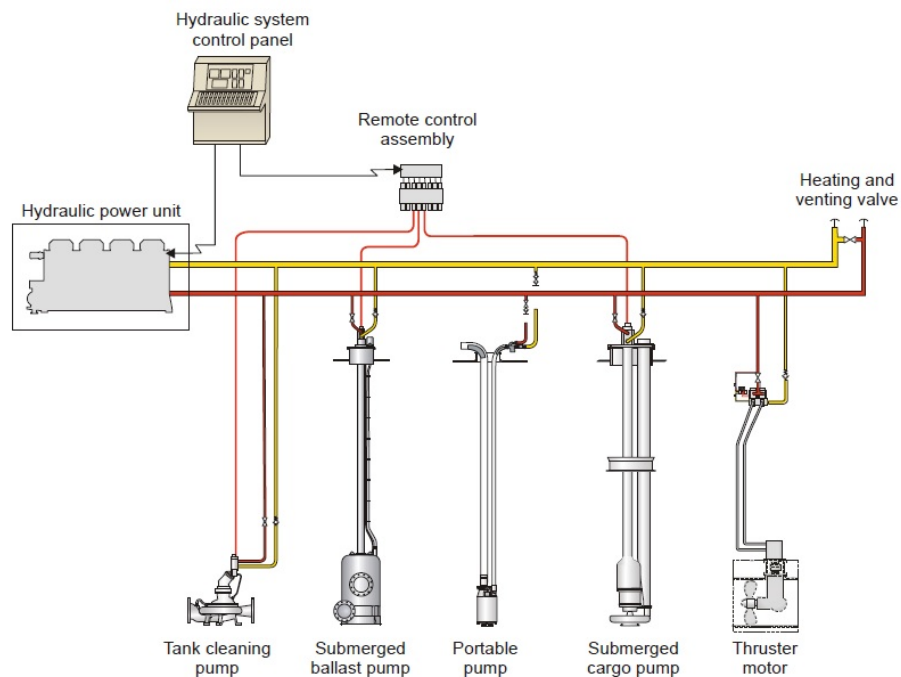 Hydraulic system
control panel
Remote control
assembly
Heating and
venting valve
Hydraulic power unit
Tank cleaning
pump
Submerged
ballast pump
Portable
pump
Submerged
cargo pump
Thruster
motor